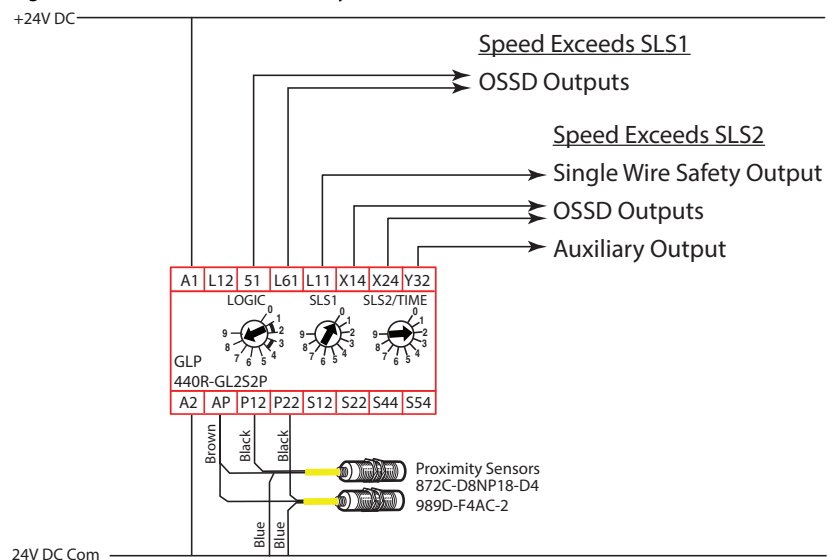 +24V DC
Speed Exceeds SLS1
OSSD Outputs
Speed Exceeds SLS2
Single Wire Safety Output
OSSD Outputs
Auxiliary Output
A1 L12 51 L61 L11 X14 X24 Y32
LOGIC SLS1 SLS2/TIME
0 1 2 3 4 5 6 7 8 9
0 1 2 3 4 5 6 7 8 9
0 1 2 3 4 5 6 7 8 9
GLP
440R-GL2S2P
A2 AP P12 P22 S12 S22 S44 S54
Brown
Black
Black
Proximity Sensors
872C-D8NP18-D4
989D-F4AC-2
Blue
Blue
24V DC Com